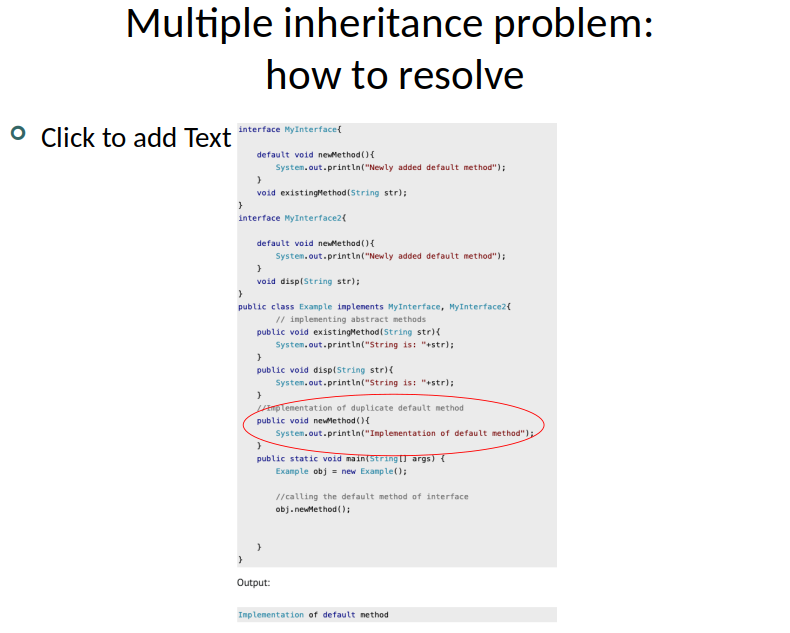 Multiple inheritance problem:
how to resolve
Click to add Text
interface MyInterface{
default void newMethod(){
System.out.println("Newly added default method");
}
void existingMethod(String str);
}
interface MyInterface2{
default void newMethod(){
System.out.println("Newly added default method");
}
void disp(String str);
}
public class Example implements MyInterface, MyInterface2{
// implementing abstract methods
public void existingMethod(String str){
System.out.println("String is: "+str);
}
public void disp(String str){
System.out.println("String is: "+str);
}
//Implementation of duplicate default method
public void newMethod(){
System.out.println("Implementation of default method");
}
public static void main(String[] args) {
Example obj = new Example();
//calling the default method of interface
obj.newMethod();
}
}
Output:
Implementation of default method